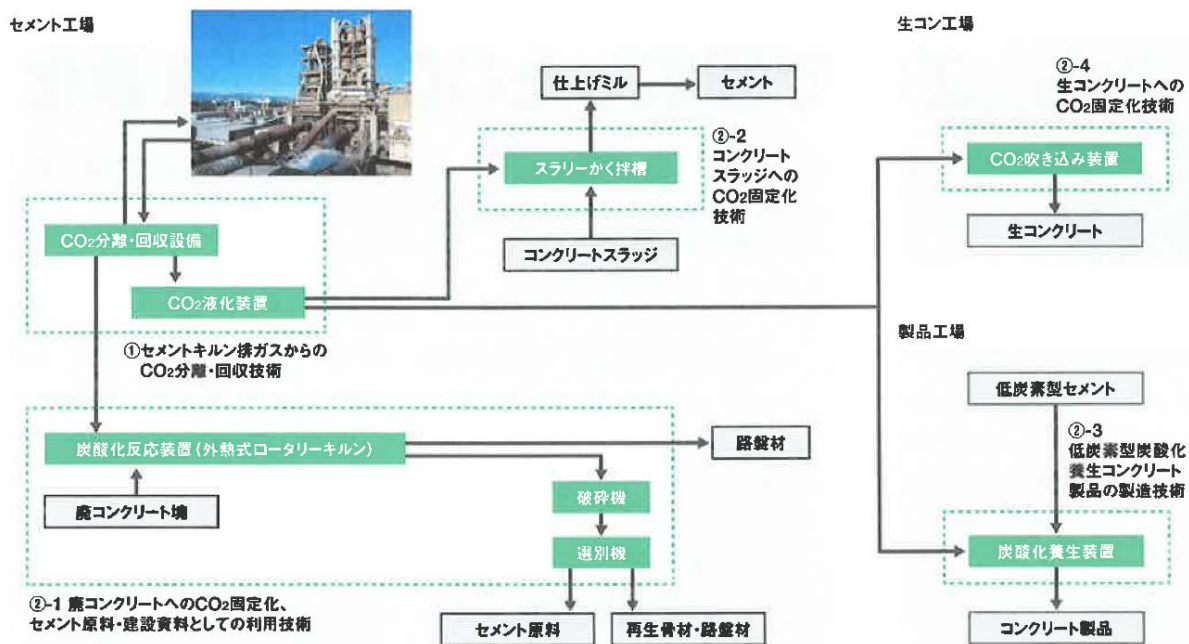 セメント工場
生コン工場
仕上げミル
セメント
②-4
生コンクリートへの
CO2固定化技術
②-2
コンクリート
スラッジへの
CO2固定化
技術
スラリーかく拌槽
CO2吹き込み装置
CO2分離・回収設備
コンクリートスラッジ
生コンクリート
CO2液化装置
製品工場
①セメントキルン排ガスからの
CO2分離・回収技術
低炭素型セメント
②-3
低炭素型炭酸化
養生コンクリート
製品の製造技術
炭酸化反応装置(外熱式ロータリーキルン)
路盤材
破砕機
廃コンクリート塊
選別機
炭酸化養生装置
②-1 廃コンクリートへのCO2固定化、
セメント原料・建設資料としての利用技術
セメント原料
再生骨材・路盤材
コンクリート製品